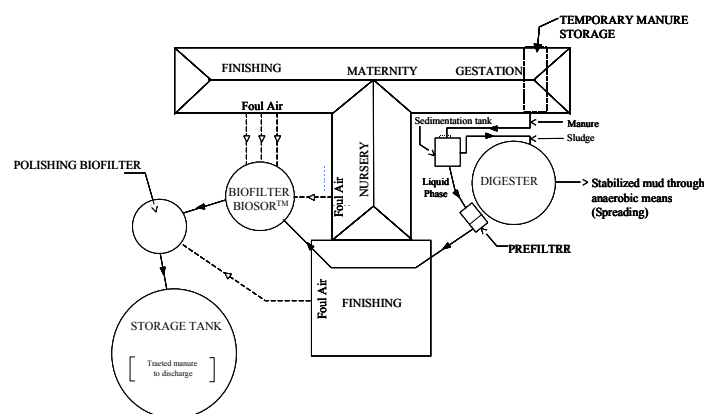 TEMPORARY MANURE
STORAGE
FINISHING
MATERNITY
GESTATION
Foul Air
Sedimentation tank
Manure
Sludge
POLISHING BIOFILTER
BIOFILTER
BIOSOR™
Foul Air
NURSERY
Liquid
Phase
DIGESTER
Stabilized mud through
anaerobic means
(Spreading)
PREFILTRR
Foul Air
FINISHING
STORAGE TANK
Traeted manure
to discharge